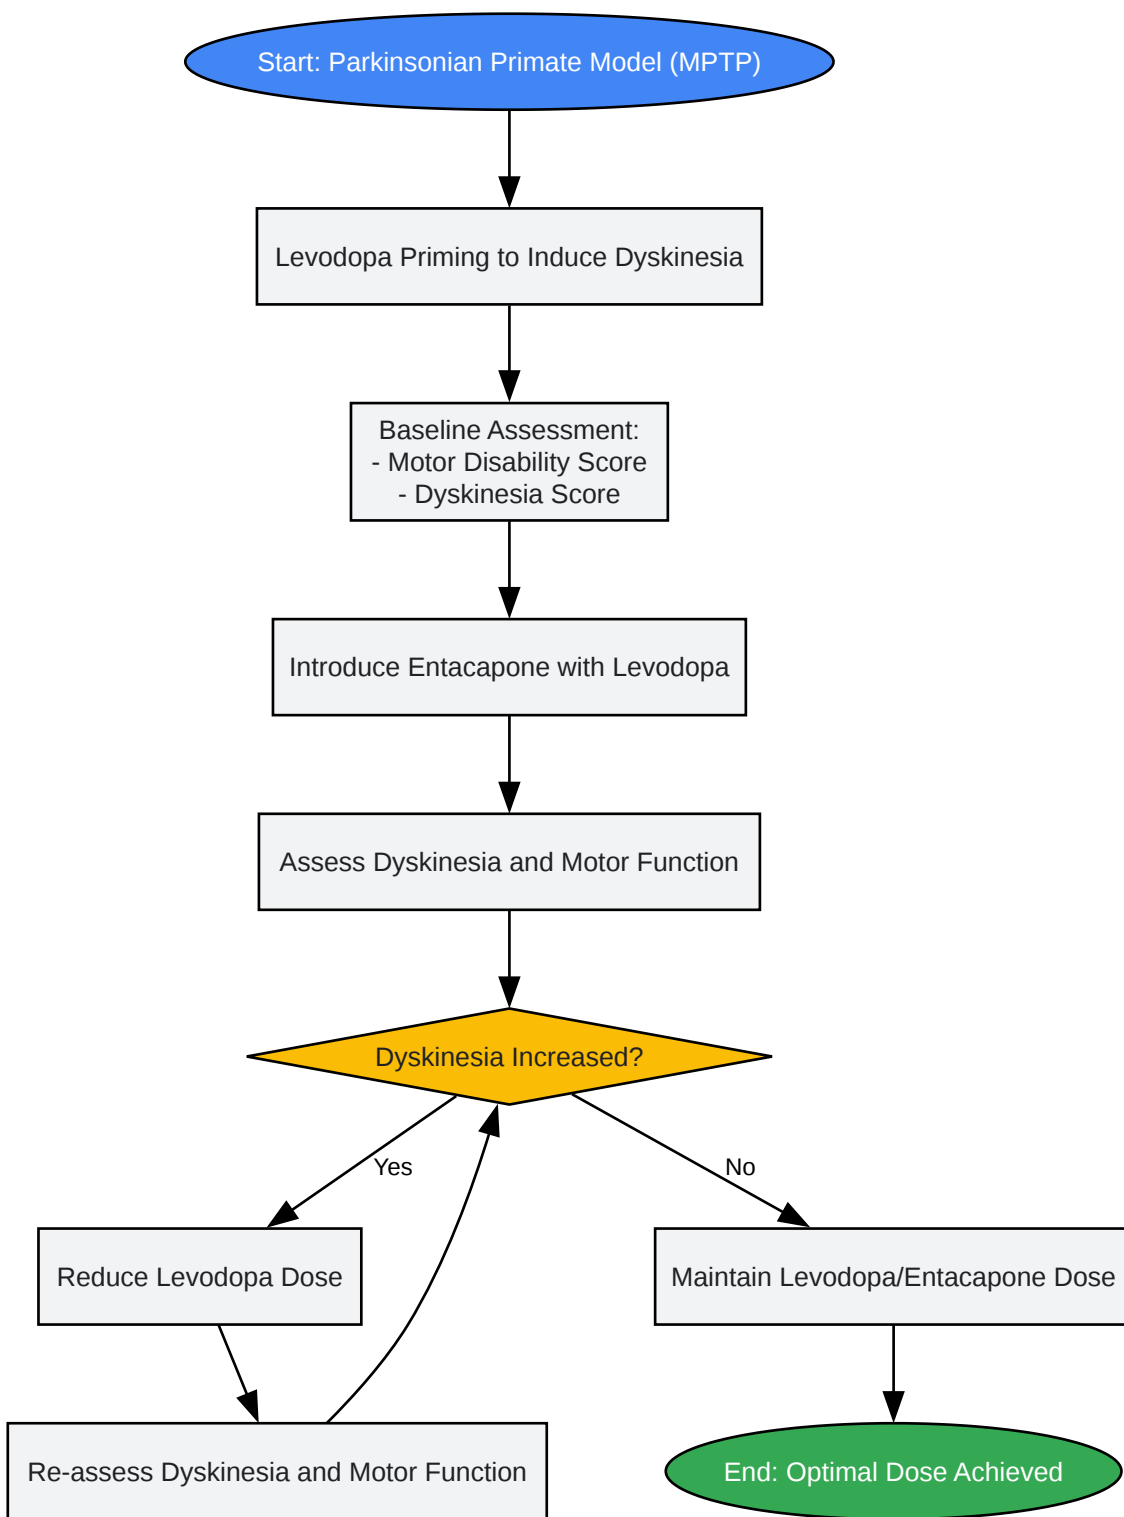 Start: Parkinsonian Primate Model (MPTP)
Levodopa Priming to Induce Dyskinesia
Baseline Assessment:
- Motor Disability Score
- Dyskinesia Score
Introduce Entacapone with Levodopa
Assess Dyskinesia and Motor Function
Dyskinesia Increased?
Yes
No
Reduce Levodopa Dose
Maintain Levodopa/Entacapone Dose
Re-assess Dyskinesia and Motor Function
End: Optimal Dose Achieved